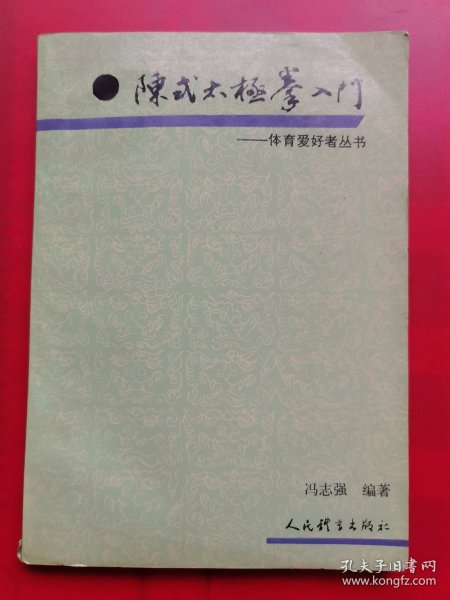 陳式太極拳入門
——体育爱好者丛书
冯志强 编著
人民體育出版社
孔夫子旧书网
www.kongfz.com